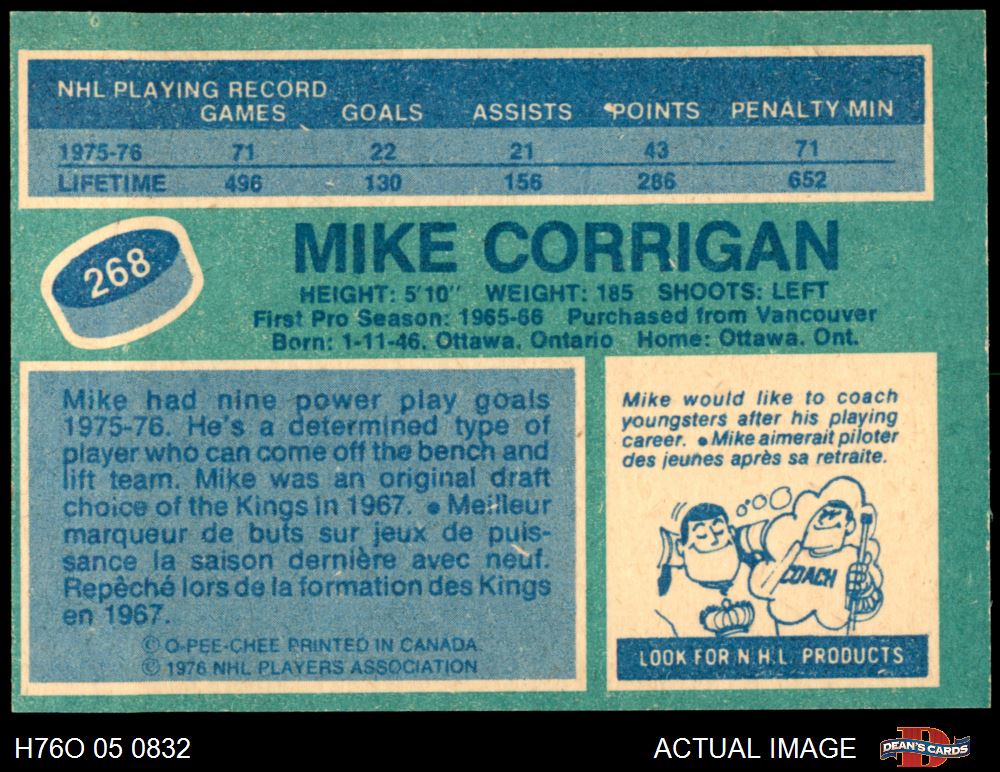 NHL PLAYING RECORD
GAMES GOALS ASSISTS POINTS PENALTY MIN
1975-76 71 22 21 43 71
LIFETIME 496 130 156 286 652
268
MIKE CORRIGAN
HEIGHT: 5'10" WEIGHT: 185 SHOOTS: LEFT
First Pro Season: 1965-66 Purchased from Vancouver
Born: 1-11-46, Ottawa, Ontario Home: Ottawa, Ont.
Mike had nine power play goals
1975-76. He's a determined type of
player who can come off the bench and
lift team. Mike was an original draft
choice of the Kings in 1967. • Meilleur
marqueur de buts sur jeux de puis-
sance la saison dernière avec neuf.
Repêché lors de la formation des Kings
en 1967.
© O-PEE-CHEE PRINTED IN CANADA.
© 1976 NHL PLAYERS ASSOCIATION
Mike would like to coach
youngsters after his playing
career. • Mike aimerait piloter
des jeunes après sa retraite.
COACH
LOOK FOR N.H.L. PRODUCTS
H76O 05 0832
ACTUAL IMAGE
D
DEAN'S CARDS